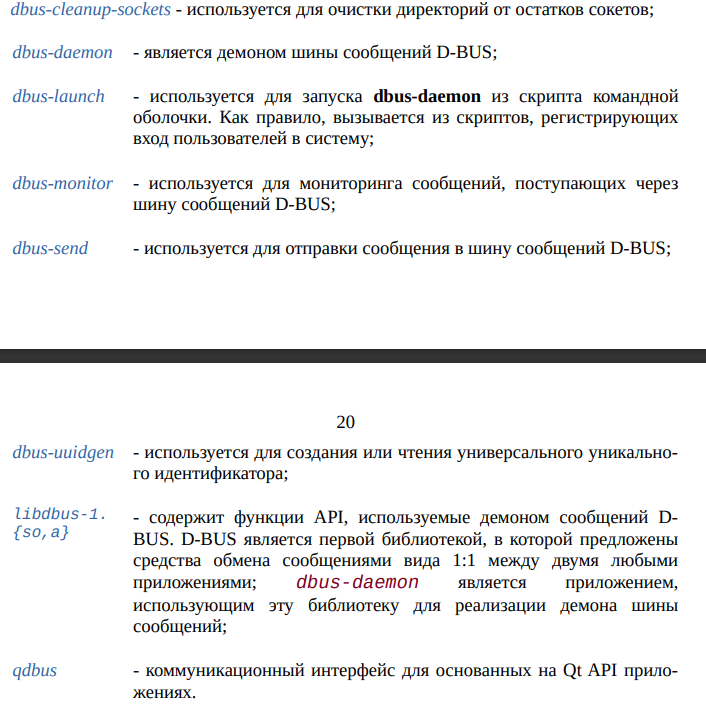 dbus-cleanup-sockets - используется для очистки директорий от остатков сокетов;
dbus-daemon - является демоном шины сообщений D-BUS;
dbus-launch - используется для запуска dbus-daemon из скрипта командной
оболочки. Как правило, вызывается из скриптов, регистрирующих
вход пользователей в систему;
dbus-monitor - используется для мониторинга сообщений, поступающих через
шину сообщений D-BUS;
dbus-send - используется для отправки сообщения в шину сообщений D-BUS;
20
dbus-uuidgen - используется для создания или чтения универсального уникально-
го идентификатора;
libdbus-1. - содержит функции API, используемые демоном сообщений D-
{so,a} BUS. D-BUS является первой библиотекой, в которой предложены
средства обмена сообщениями вида 1:1 между двумя любыми
приложениями; dbus-daemon является приложением,
использующим эту библиотеку для реализации демона шины
сообщений;
qdbus - коммуникационный интерфейс для основанных на Qt API прило-
жениях.